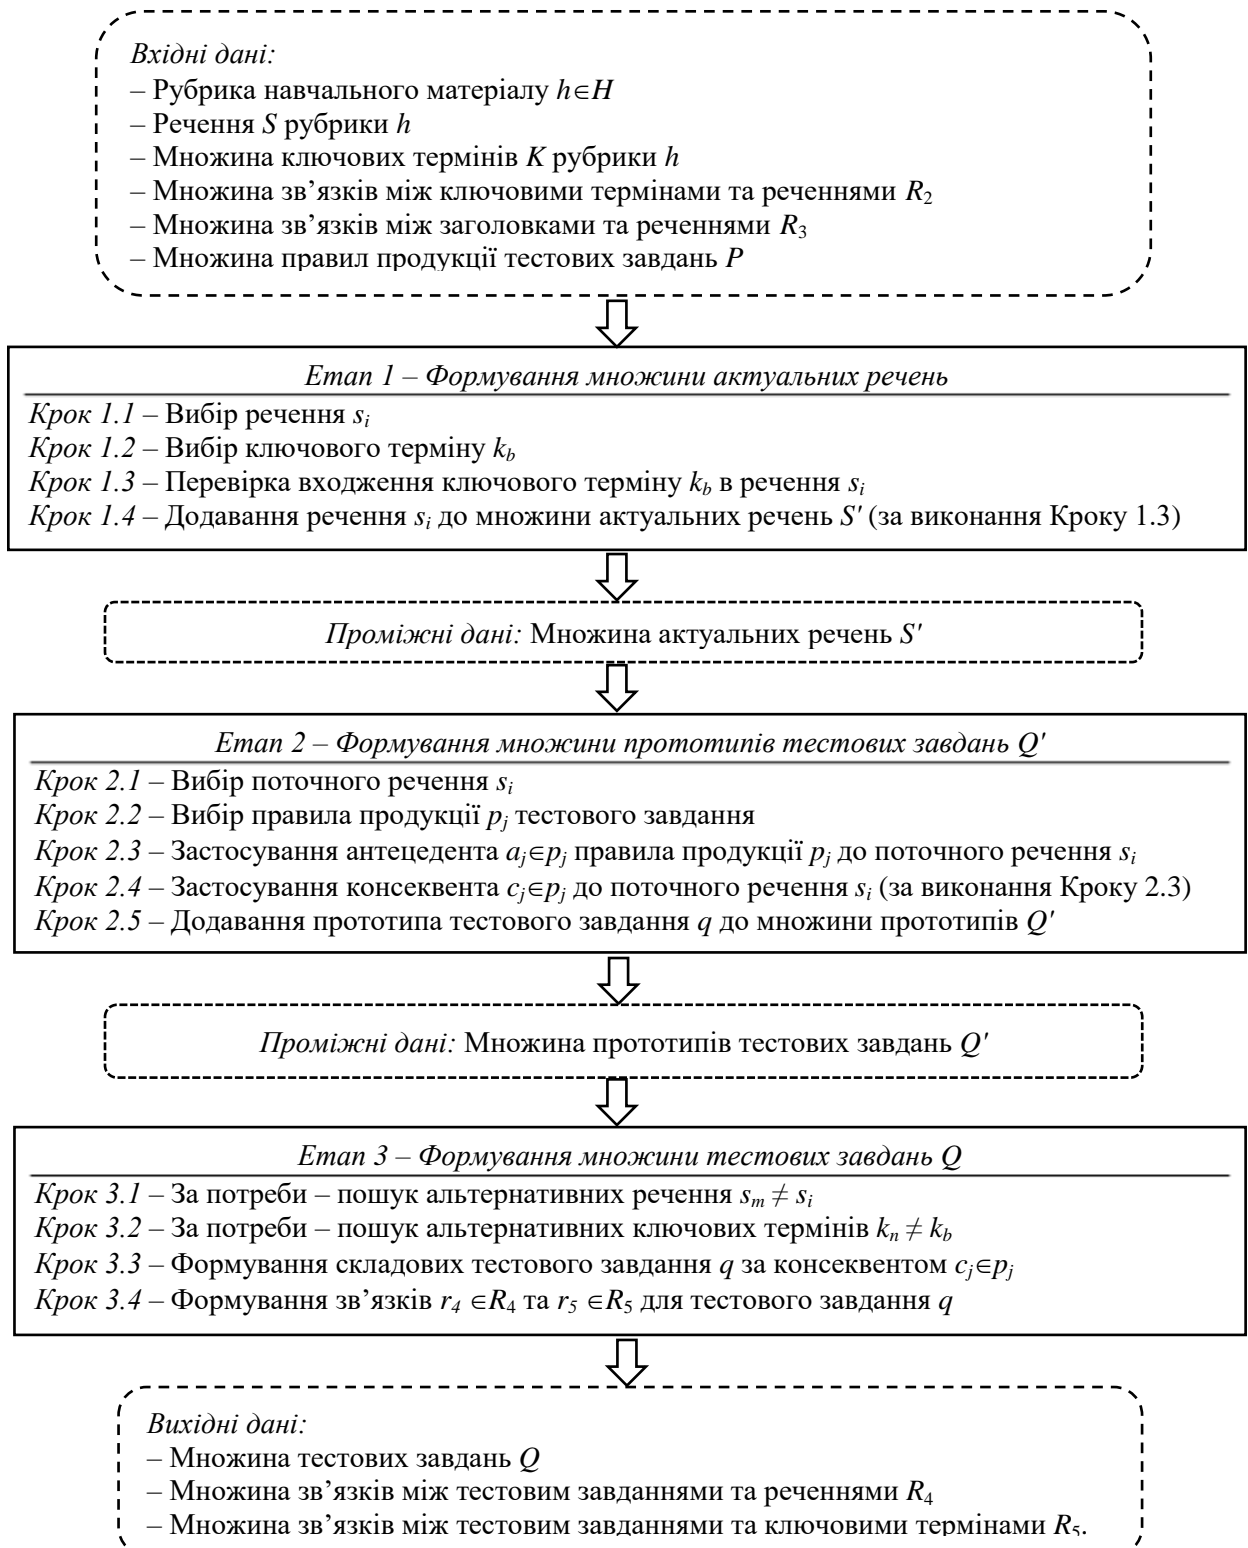 Вхідні дані:
– Рубрика навчального матеріалу h∈H
– Речення S рубрики h
– Множина ключових термінів K рубрики h
– Множина зв’язків між ключовими термінами та реченнями R₂
– Множина зв’язків між заголовками та реченнями R₃
– Множина правил продукції тестових завдань P
Етап 1 – Формування множини актуальних речень
Крок 1.1 – Вибір речення sᵢ
Крок 1.2 – Вибір ключового терміну k_b
Крок 1.3 – Перевірка входження ключового терміну k_b в речення sᵢ
Крок 1.4 – Додавання речення sᵢ до множини актуальних речень S' (за виконання Кроку 1.3)
Проміжні дані: Множина актуальних речень S'
Етап 2 – Формування множини прототипів тестових завдань Q'
Крок 2.1 – Вибір поточного речення sᵢ
Крок 2.2 – Вибір правила продукції pⱼ тестового завдання
Крок 2.3 – Застосування антецедента aⱼ∈pⱼ правила продукції pⱼ до поточного речення sᵢ
Крок 2.4 – Застосування консеквента cⱼ∈pⱼ до поточного речення sᵢ (за виконання Кроку 2.3)
Крок 2.5 – Додавання прототипа тестового завдання q до множини прототипів Q'
Проміжні дані: Множина прототипів тестових завдань Q'
Етап 3 – Формування множини тестових завдань Q
Крок 3.1 – За потреби – пошук альтернативних речення sₘ ≠ sᵢ
Крок 3.2 – За потреби – пошук альтернативних ключових термінів kₙ ≠ k_b
Крок 3.3 – Формування складових тестового завдання q за консеквентом cⱼ∈pⱼ
Крок 3.4 – Формування зв’язків r₄ ∈R₄ та r₅ ∈R₅ для тестового завдання q
Вихідні дані:
– Множина тестових завдань Q
– Множина зв’язків між тестовим завданнями та реченнями R₄
– Множина зв’язків між тестовим завданнями та ключовими термінами R₅.